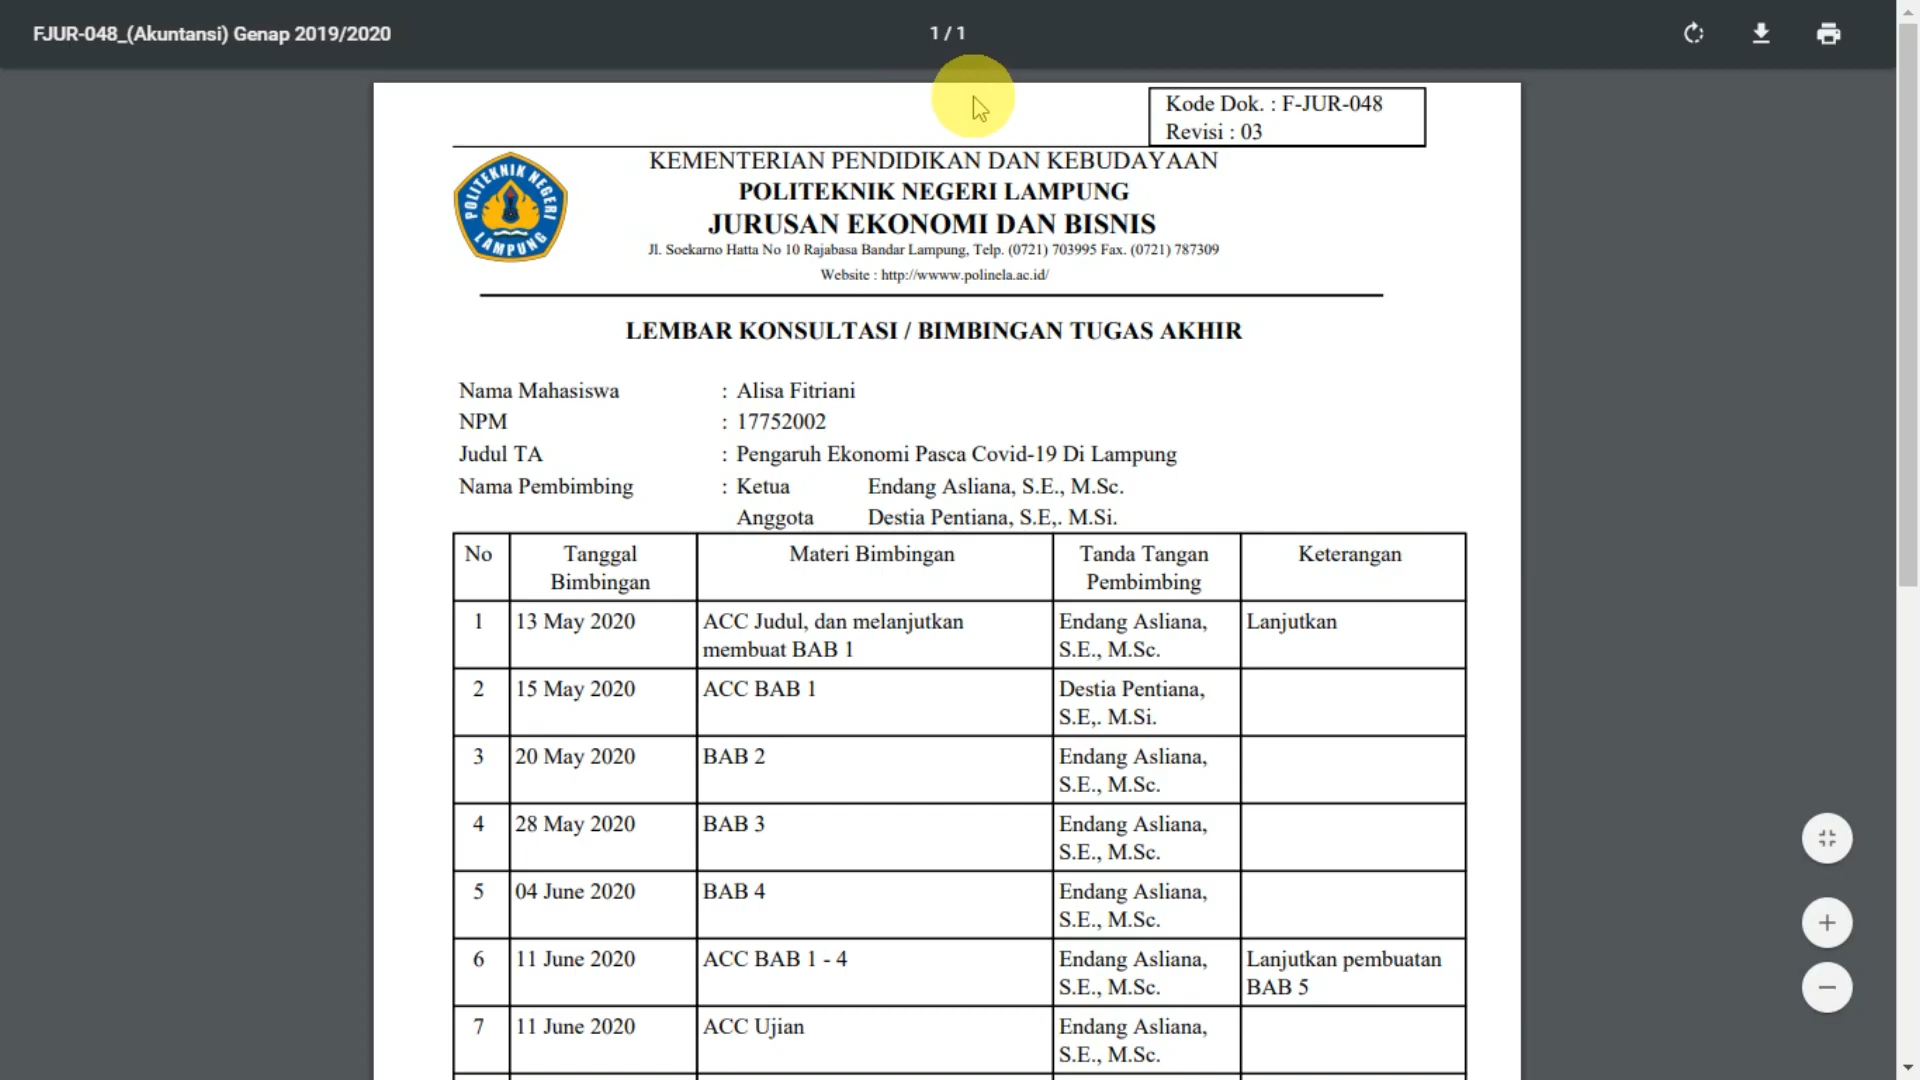 FJUR-048_(Akuntansi) Genap 2019/2020
1 / 1
Kode Dok. : F-JUR-048
Revisi : 03
POLITEKNIK NEGERI
LAMPUNG
KEMENTERIAN PENDIDIKAN DAN KEBUDAYAAN
POLITEKNIK NEGERI LAMPUNG
JURUSAN EKONOMI DAN BISNIS
Jl. Soekarno Hatta No 10 Rajabasa Bandar Lampung, Telp. (0721) 703995 Fax. (0721) 787309
Website : http://wwww.polinela.ac.id/
LEMBAR KONSULTASI / BIMBINGAN TUGAS AKHIR
Nama Mahasiswa : Alisa Fitriani
NPM : 17752002
Judul TA : Pengaruh Ekonomi Pasca Covid-19 Di Lampung
Nama Pembimbing : Ketua Endang Asliana, S.E., M.Sc.
Anggota Destia Pentiana, S.E,. M.Si.
No Tanggal Materi Bimbingan Tanda Tangan Keterangan
Bimbingan Pembimbing
1 13 May 2020 ACC Judul, dan melanjutkan Endang Asliana, Lanjutkan
membuat BAB 1 S.E., M.Sc.
2 15 May 2020 ACC BAB 1 Destia Pentiana,
S.E,. M.Si.
3 20 May 2020 BAB 2 Endang Asliana,
S.E., M.Sc.
4 28 May 2020 BAB 3 Endang Asliana,
S.E., M.Sc.
5 04 June 2020 BAB 4 Endang Asliana,
S.E., M.Sc.
6 11 June 2020 ACC BAB 1 - 4 Endang Asliana, Lanjutkan pembuatan
S.E., M.Sc. BAB 5
7 11 June 2020 ACC Ujian Endang Asliana,
S.E., M.Sc.